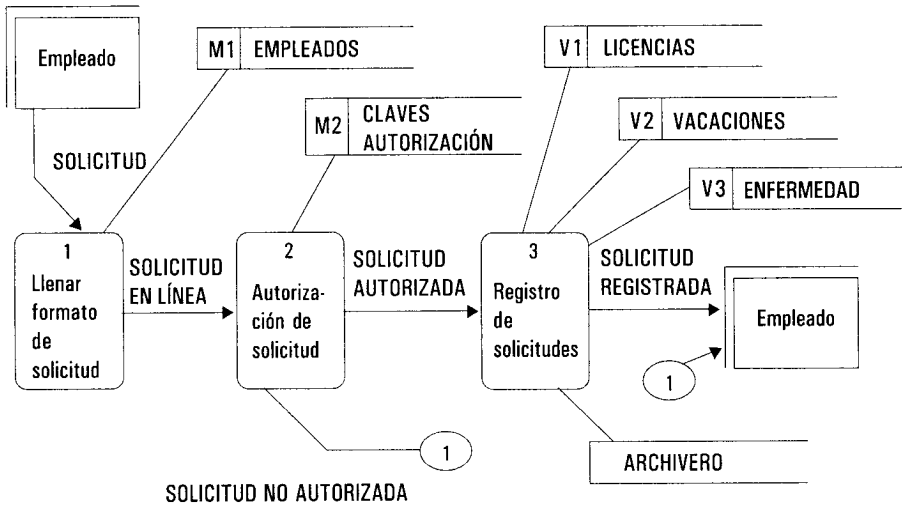 Empleado
M1 EMPLEADOS
V1 LICENCIAS
M2 CLAVES
AUTORIZACIÓN
V2 VACACIONES
V3 ENFERMEDAD
SOLICITUD
1
Llenar
formato
de
solicitud
SOLICITUD
EN LÍNEA
2
Autoriza-
ción de
solicitud
SOLICITUD
AUTORIZADA
3
Registro
de
solicitudes
SOLICITUD
REGISTRADA
Empleado
1
1
ARCHIVERO
SOLICITUD NO AUTORIZADA